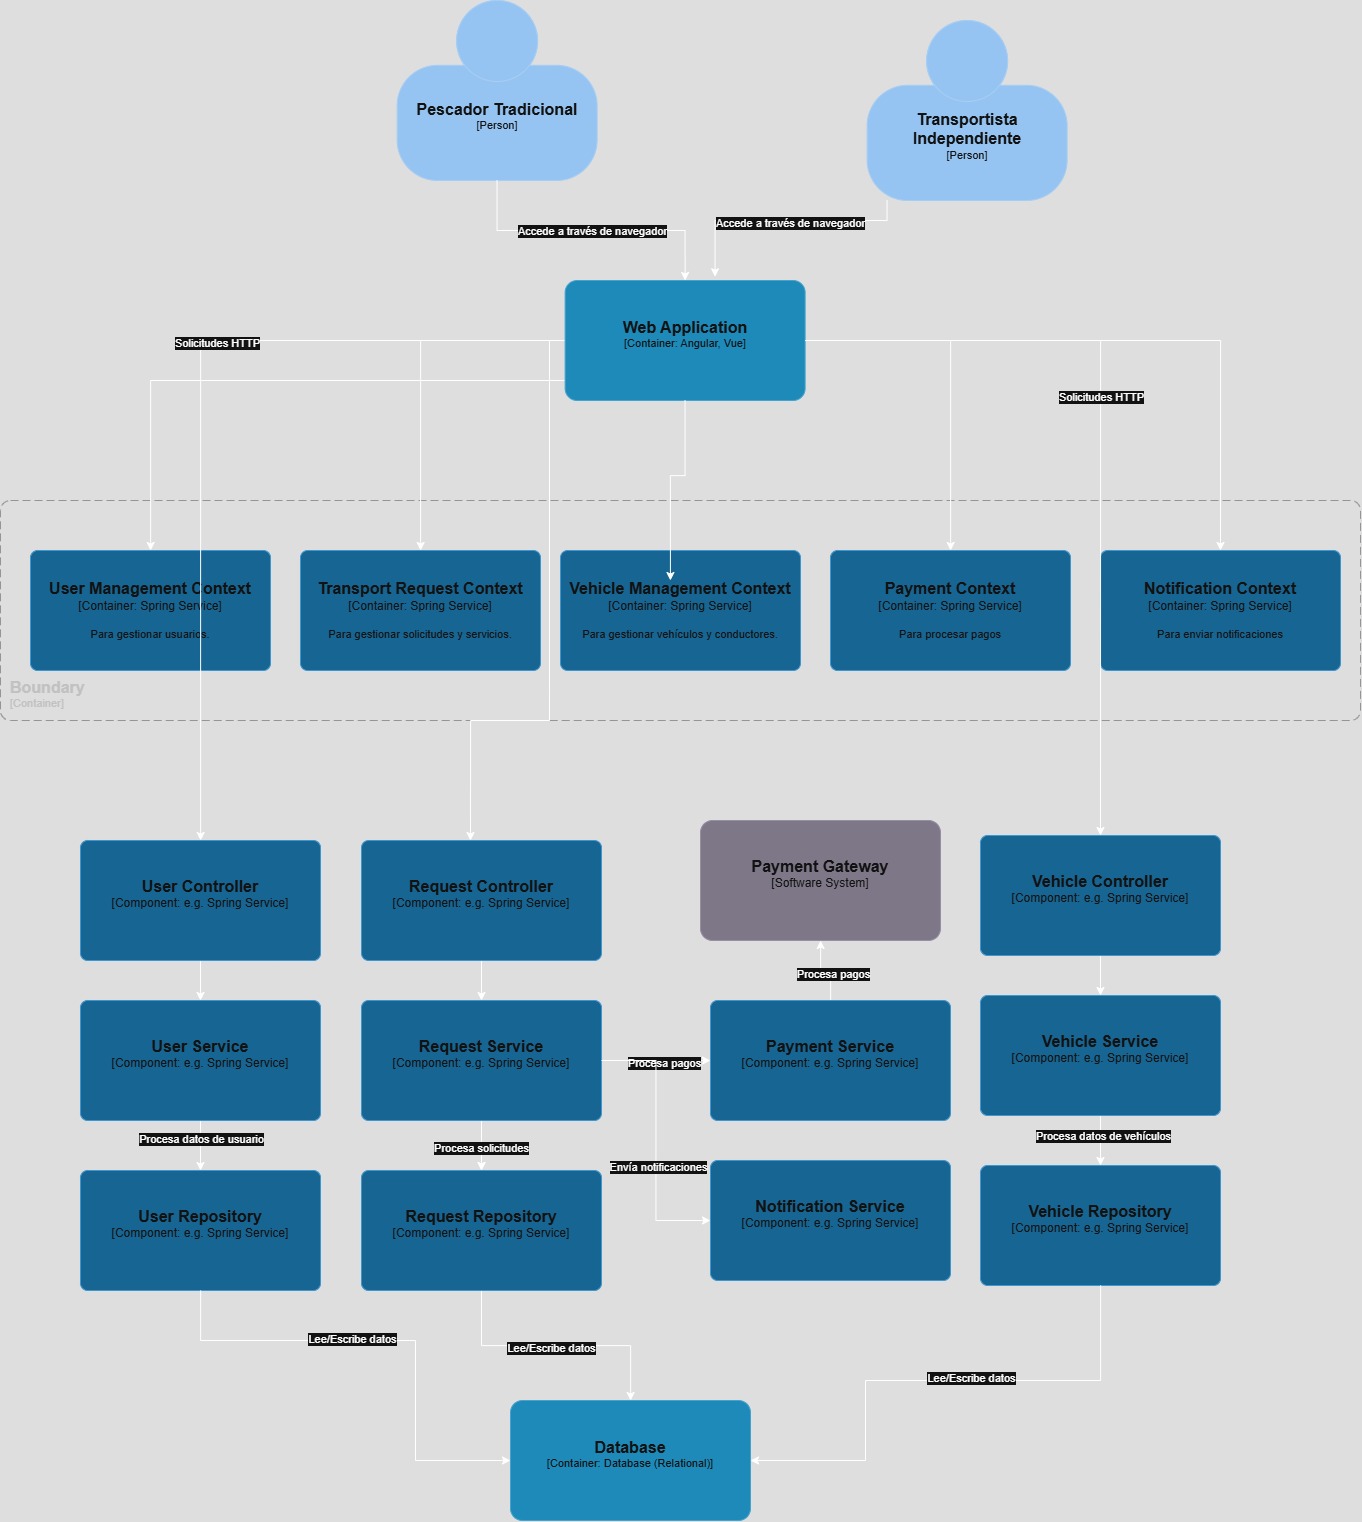 Pescador Tradicional
[Person]
Transportista
Independiente
[Person]
Accede a través de navegador
Accede a través de navegador
Web Application
[Container: Angular, Vue]
Solicitudes HTTP
Solicitudes HTTP
User Management Context
[Container: Spring Service]
Para gestionar usuarios.
Transport Request Context
[Container: Spring Service]
Para gestionar solicitudes y servicios.
Vehicle Management Context
[Container: Spring Service]
Para gestionar vehículos y conductores.
Payment Context
[Container: Spring Service]
Para procesar pagos
Notification Context
[Container: Spring Service]
Para enviar notificaciones
Boundary
[Container]
User Controller
[Component: e.g. Spring Service]
Request Controller
[Component: e.g. Spring Service]
Payment Gateway
[Software System]
Vehicle Controller
[Component: e.g. Spring Service]
Procesa pagos
User Service
[Component: e.g. Spring Service]
Request Service
[Component: e.g. Spring Service]
Procesa pagos
Payment Service
[Component: e.g. Spring Service]
Vehicle Service
[Component: e.g. Spring Service]
Procesa datos de usuario
Procesa solicitudes
Envía notificaciones
Procesa datos de vehículos
User Repository
[Component: e.g. Spring Service]
Request Repository
[Component: e.g. Spring Service]
Notification Service
[Component: e.g. Spring Service]
Vehicle Repository
[Component: e.g. Spring Service]
Lee/Escribe datos
Lee/Escribe datos
Lee/Escribe datos
Database
[Container: Database (Relational)]